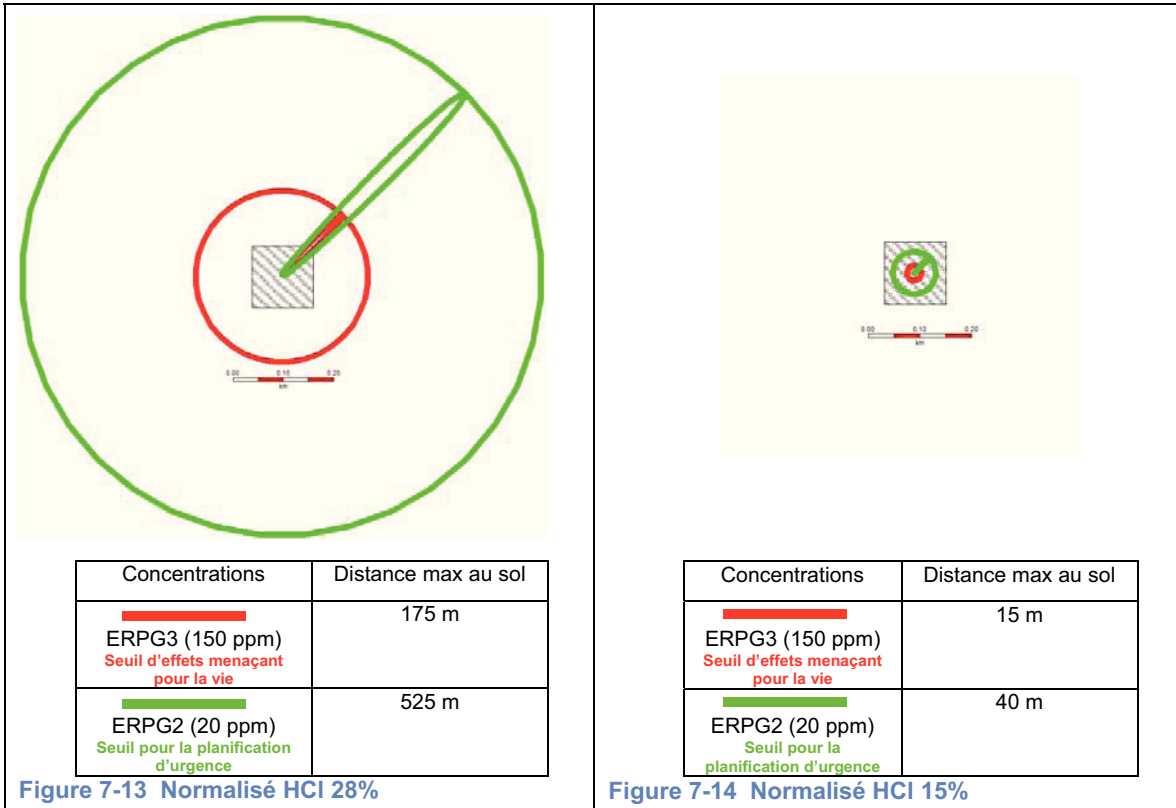 0.00 0.10 0.20
km
Concentrations Distance max au sol
ERPG3 (150 ppm) 175 m
Seuil d'effets menaçant
pour la vie
ERPG2 (20 ppm) 525 m
Seuil pour la planification
d'urgence
Figure 7-13 Normalisé HCl 28%
0.00 0.10 0.20
km
Concentrations Distance max au sol
ERPG3 (150 ppm) 15 m
Seuil d'effets menaçant
pour la vie
ERPG2 (20 ppm) 40 m
Seuil pour la
planification d'urgence
Figure 7-14 Normalisé HCl 15%